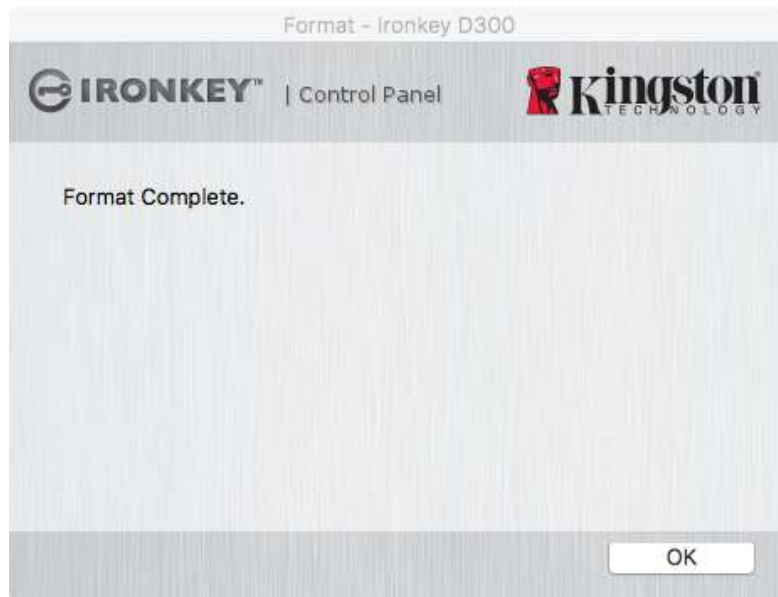 Format - Ironkey D300
IRONKEY™ | Control Panel
Kingston
TECHNOLOGY
Format Complete.
OK